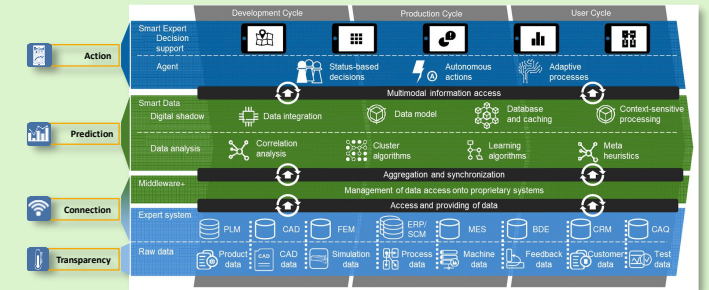 Development Cycle
Production Cycle
User Cycle
Smart Expert
Decision
support
Action
Agent
Status-based
decisions
A
Autonomous
actions
Adaptive
processes
Multimodal information access
Smart Data
Digital shadow
Data integration
Data model
Database
and caching
Context-sensitive
processing
Prediction
Data analysis
Correlation
analysis
Cluster
algorithms
Learning
algorithms
Meta
heuristics
Aggregation and synchronization
Middleware+
Management of data access onto proprietary systems
Connection
Access and providing of data
Expert system
PLM
CAD
FEM
ERP/
SCM
MES
BDE
CRM
CAQ
Transparency
Raw data
Product
data
CAD
CAD
data
Simulation
data
Process
data
Machine
data
Feedback
data
Customer
data
Test
data